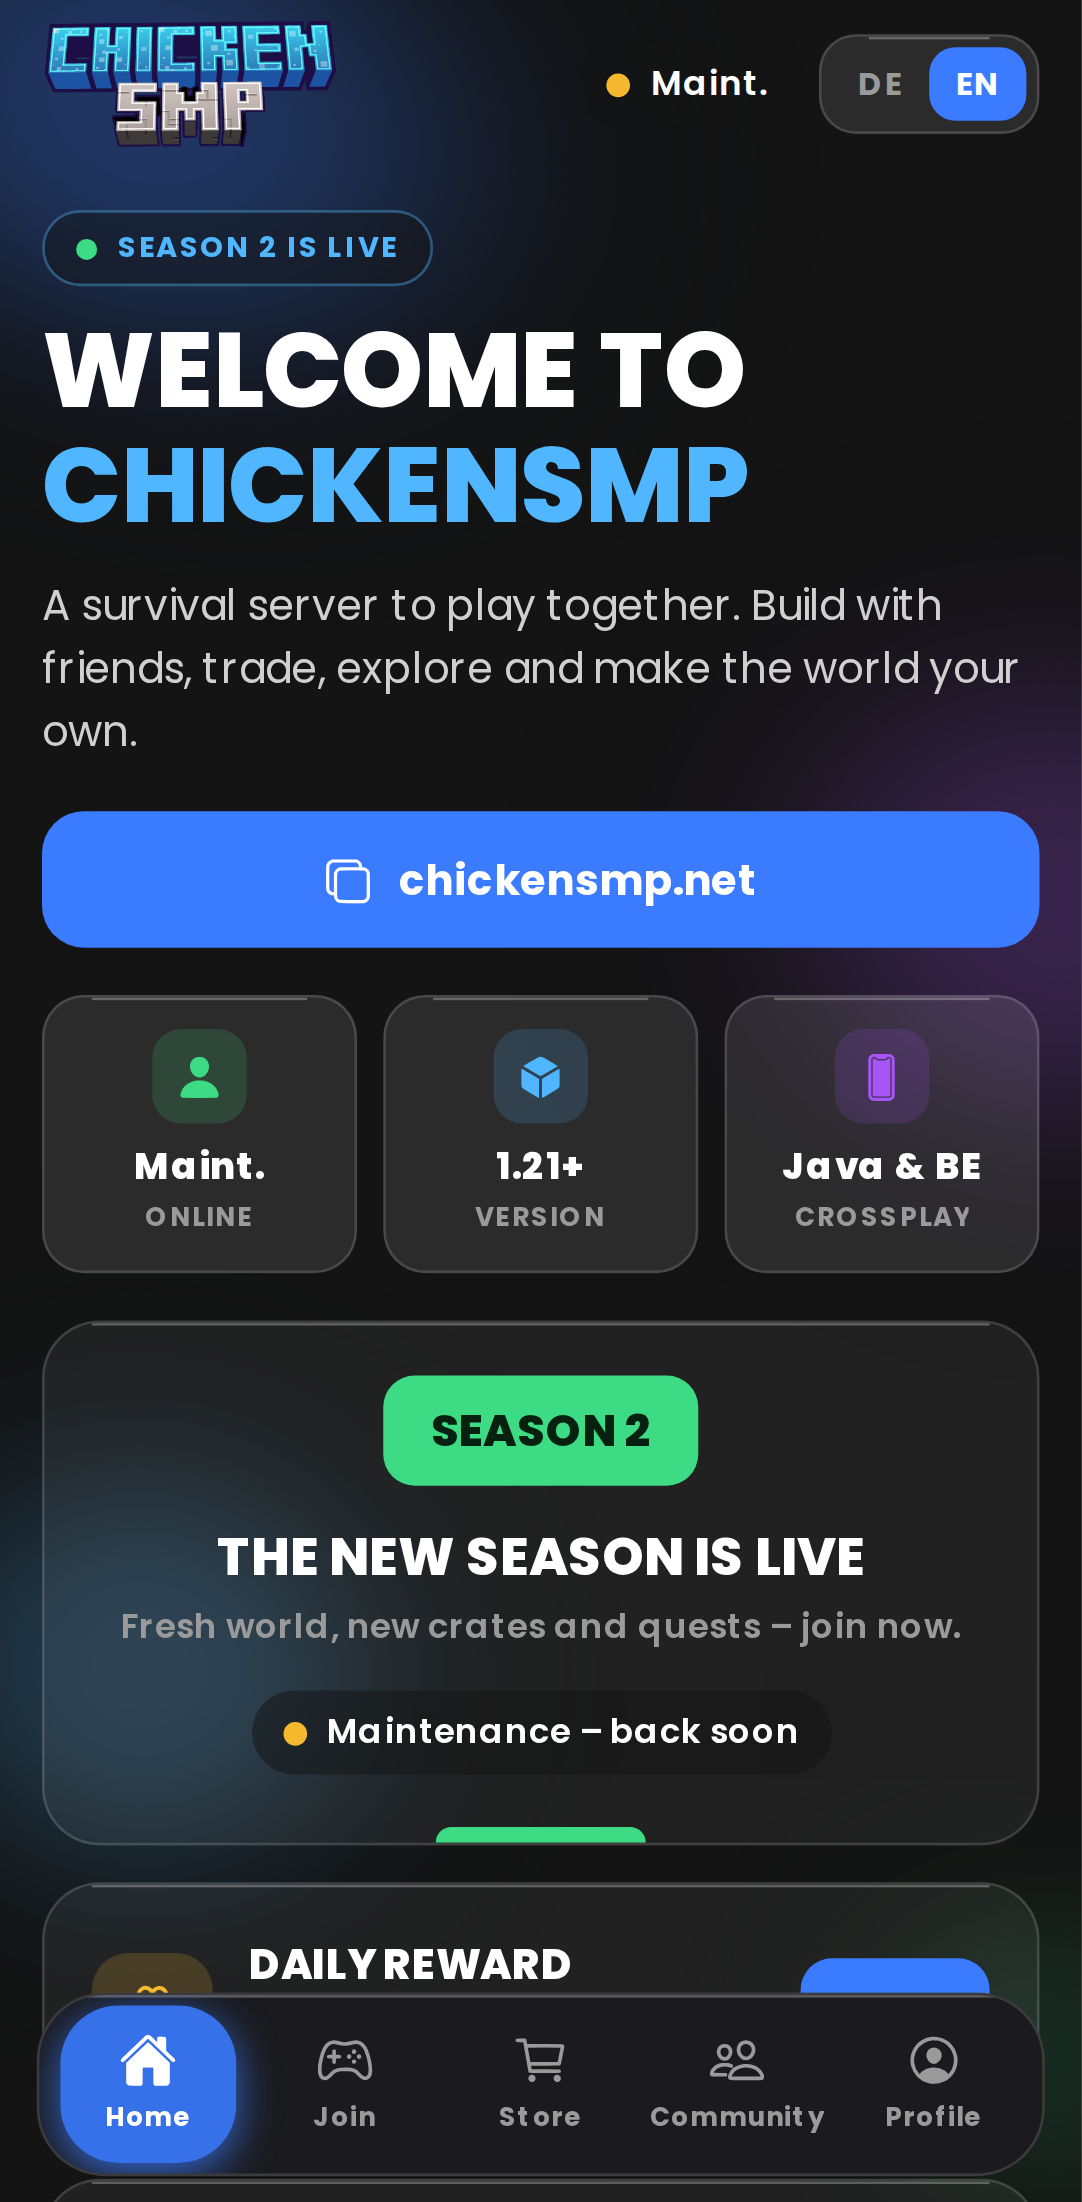 CHICKEN
SMP
Maint.
DE EN
SEASON 2 IS LIVE
WELCOME TO
CHICKENSMP
A survival server to play together. Build with
friends, trade, explore and make the world your
own.
chickensmp.net
Maint.
ONLINE
1.21+
VERSION
Java & BE
CROSSPLAY
SEASON 2
THE NEW SEASON IS LIVE
Fresh world, new crates and quests – join now.
Maintenance – back soon
DAILY REWARD
Home
Join
Store
Community
Profile